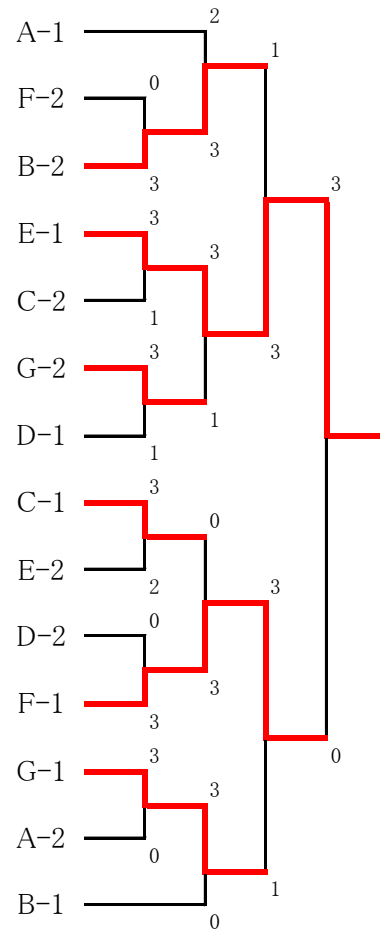 A-1 2
1
F-2 0
B-2 3 3
3
E-1 3 3
C-2 1
G-2 3 3
D-1 1 1
C-1 3 0
E-2 2 3
D-2 0
F-1 3 3
G-1 3 3
0
A-2 0
B-1 0 1